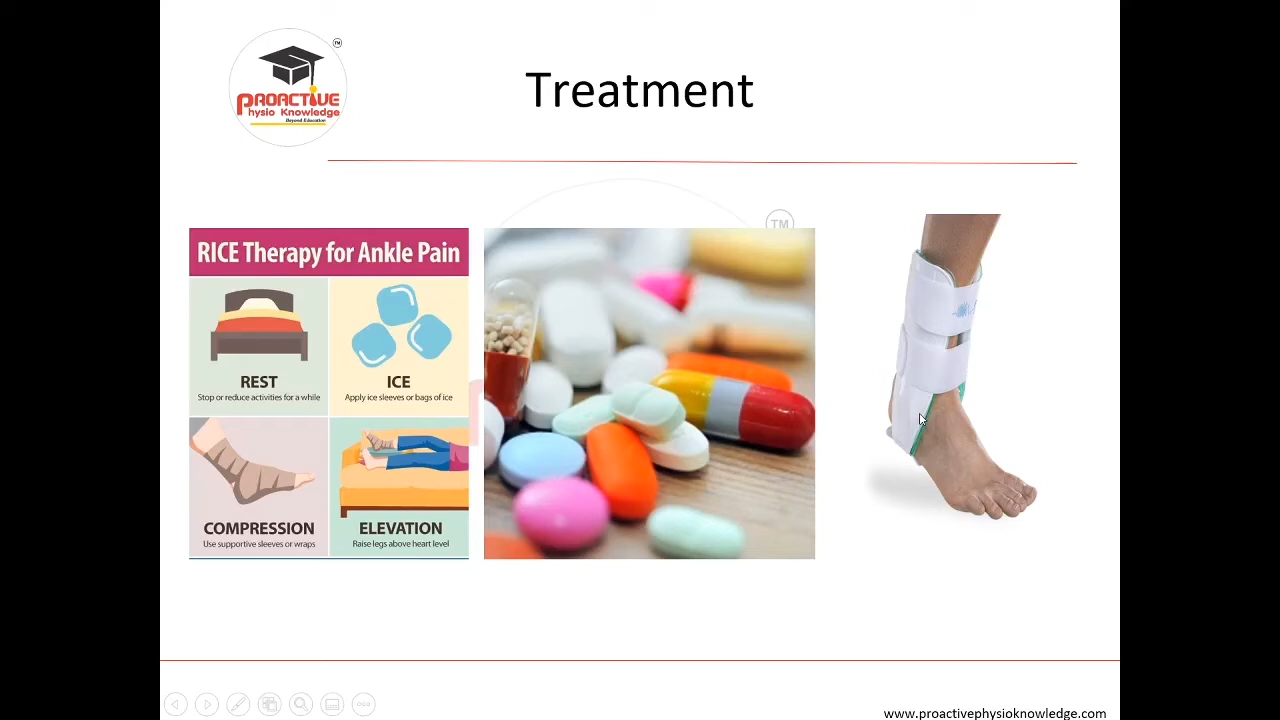 TM
PROACTIVE
Physio Knowledge
Beyond Education
Treatment
TM
RICE Therapy for Ankle Pain
REST
Stop or reduce activities for a while
ICE
Apply ice sleeves or bags of ice
COMPRESSION
Use supportive sleeves or wraps
ELEVATION
Raise legs above heart level
www.proactivephysioknowledge.com